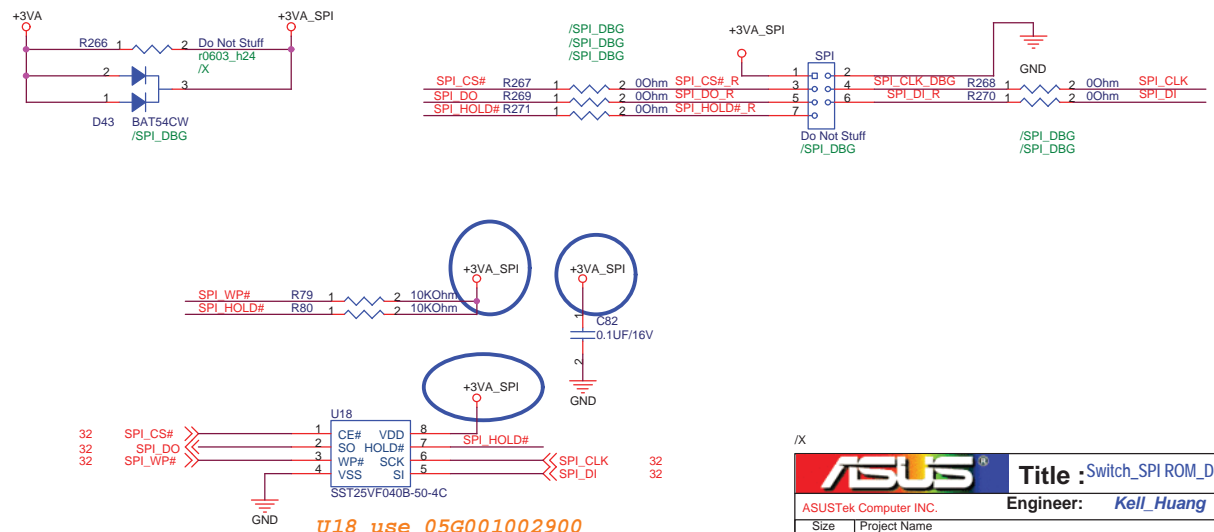 +3VA
+3VA_SPI
R266 1 2 Do Not Stuff
r0603_h24
/X
2
3
1
D43 BAT54CW
/SPI_DBG
/SPI_DBG
/SPI_DBG
/SPI_DBG
+3VA_SPI
SPI
GND
1 2
SPI_CS# R267 1 2 0Ohm SPI_CS#_R 3 4 SPI_CLK_DBG R268 1 2 0Ohm SPI_CLK
SPI_DO R269 1 2 0Ohm SPI_DO_R 5 6 SPI_DI_R R270 1 2 0Ohm SPI_DI
SPI_HOLD# R271 1 2 0Ohm SPI_HOLD#_R 7
Do Not Stuff
/SPI_DBG
/SPI_DBG
/SPI_DBG
+3VA_SPI
+3VA_SPI
SPI_WP# R79 1 2 10KOhm
SPI_HOLD# R80 1 2 10KOhm
1
C82
0.1UF/16V
2
GND
+3VA_SPI
U18
32 SPI_CS# 1 CE# VDD 8
32 SPI_DO 2 SO HOLD# 7 SPI_HOLD#
32 SPI_WP# 3 WP# SCK 6 SPI_CLK 32
4 VSS SI 5 SPI_DI 32
SST25VF040B-50-4C
GND
U18 use 05G001002900
/X
ASUS® Title : Switch_SPI ROM_D
ASUSTek Computer INC. Engineer: Kell_Huang
Size Project Name